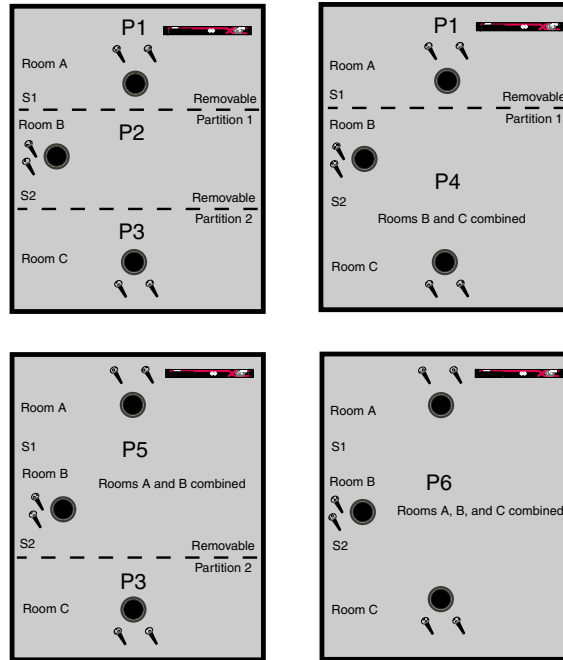 P1
Room A
S1
Removable
Partition 1
Room B
P2
S2
Removable
Partition 2
P3
Room C
P1
Room A
S1
Removable
Partition 1
Room B
P4
S2
Rooms B and C combined
Room C
Room A
S1
P5
Room B
Rooms A and B combined
S2
Removable
Partition 2
P3
Room C
Room A
S1
Room B
P6
Rooms A, B, and C combined
S2
Room C